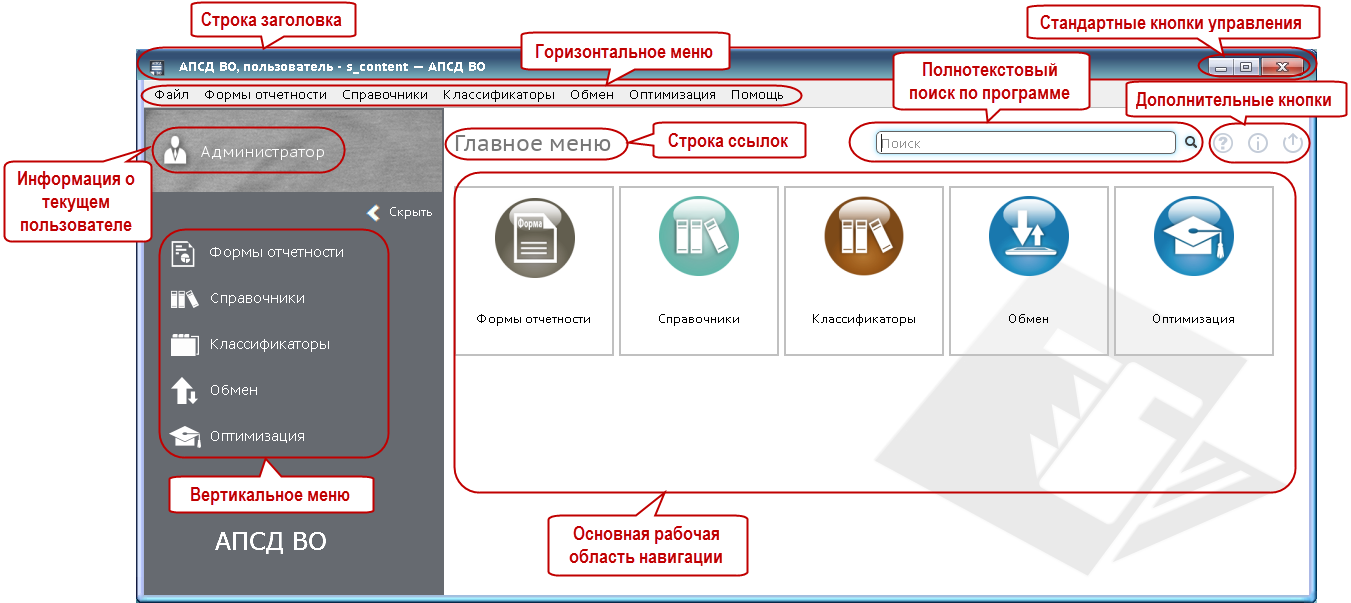 Строка заголовка
Стандартные кнопки управления
Горизонтальное меню
АПСД ВО, пользователь - s_content — АПСД ВО
Полнотекстовый
поиск по программе
Файл Формы отчетности Справочники Классификаторы Обмен Оптимизация Помощь
Дополнительные кнопки
Администратор
Главное меню
Строка ссылок
Поиск
Информация о
текущем
пользователе
Скрыть
Формы отчетности
Справочники
Классификаторы
Обмен
Оптимизация
Форма
Формы отчетности
Справочники
Классификаторы
Обмен
Оптимизация
Вертикальное меню
АПСД ВО
Основная рабочая
область навигации